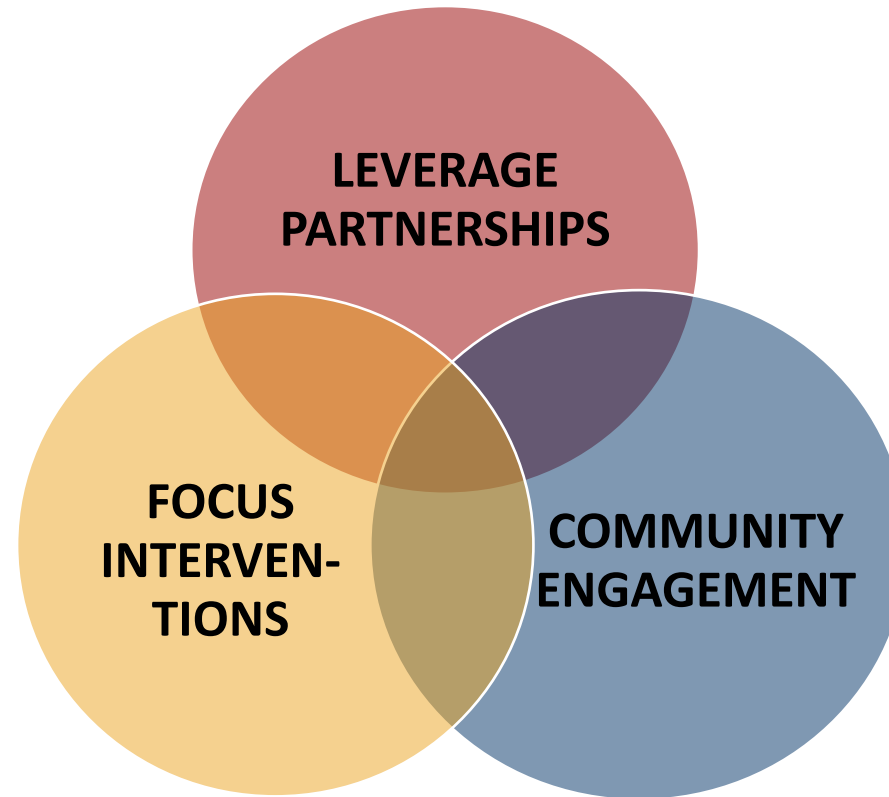 LEVERAGE
PARTNERSHIPS
FOCUS
INTERVEN-
TIONS
COMMUNITY
ENGAGEMENT